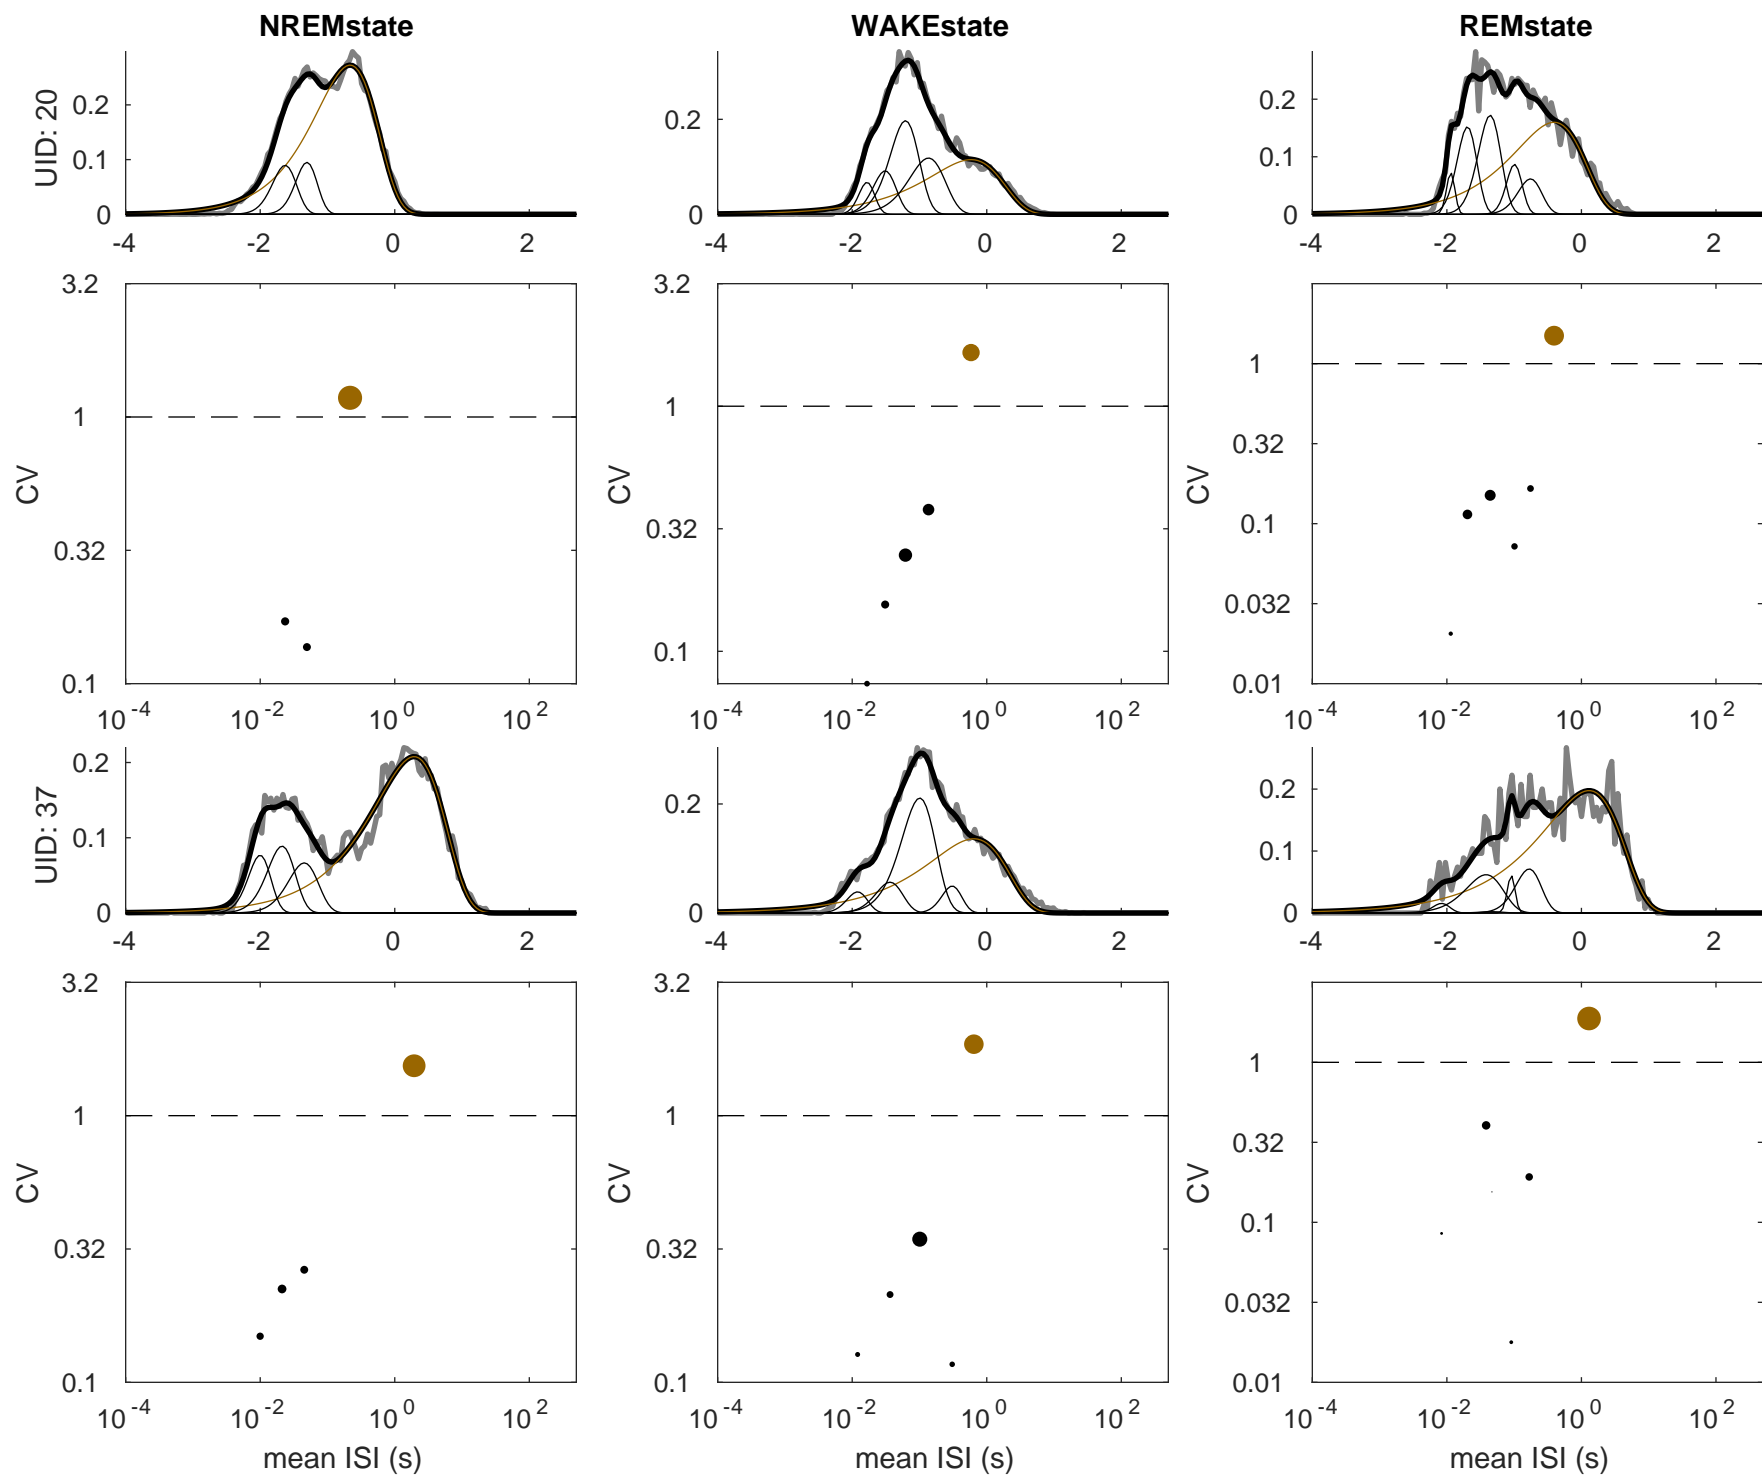 NREMstate WAKEstate REMstate
UID: 20
0.2 0.1 0
0.2 0
0.2 0.1 0
-4 -2 0 2
-4 -2 0 2
-4 -2 0 2
CV
3.2 1 0.32 0.1
CV
3.2 1 0.32 0.1
CV
1 0.32 0.1 0.032 0.01
10^-4 10^-2 10^0 10^2
10^-4 10^-2 10^0 10^2
10^-4 10^-2 10^0 10^2
UID: 37
0.2 0.1 0
0.2 0
0.2 0.1 0
-4 -2 0 2
-4 -2 0 2
-4 -2 0 2
CV
3.2 1 0.32 0.1
CV
3.2 1 0.32 0.1
CV
1 0.32 0.1 0.032 0.01
10^-4 10^-2 10^0 10^2
10^-4 10^-2 10^0 10^2
10^-4 10^-2 10^0 10^2
mean ISI (s) mean ISI (s) mean ISI (s)